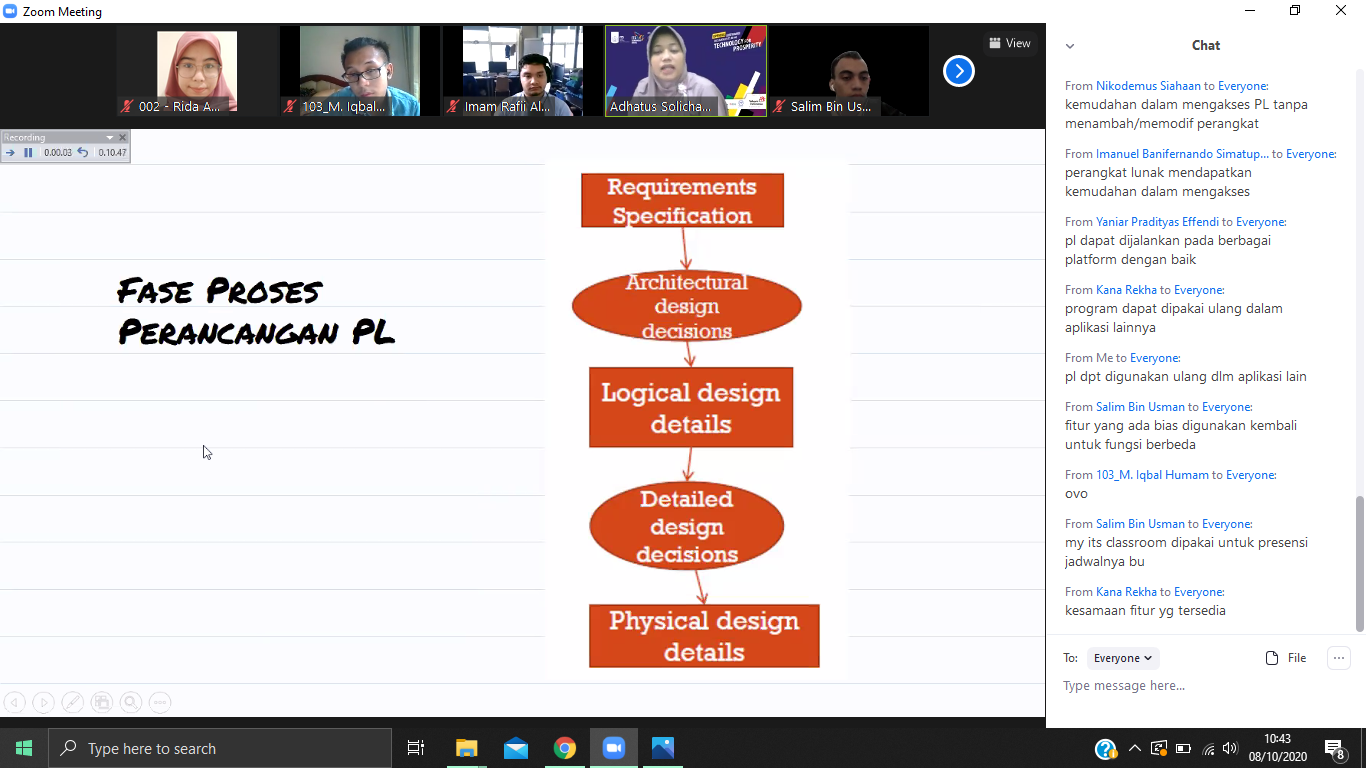 Zoom Meeting
TECHNOLOGY FOR
PROSPERITY
002 - Rida A...
103_M. Iqbal...
Imam Rafii Al...
Adhatus Solicha...
Salim Bin Us...
View
Recording
0:00:03
0:10:47
FASE PROSES
PERANCANGAN PL
Requirements
Specification
Architectural
design
decisions
Logical design
details
Detailed
design
decisions
Physical design
details
Chat
From Nikodemus Siahaan to Everyone:
kemudahan dalam mengakses PL tanpa
menambah/memodif perangkat
From Imanuel Banifernando Simatup... to Everyone:
perangkat lunak mendapatkan
kemudahan dalam mengakses
From Yaniar Pradityas Effendi to Everyone:
pl dapat dijalankan pada berbagai
platform dengan baik
From Kana Rekha to Everyone:
program dapat dipakai ulang dalam
aplikasi lainnya
From Me to Everyone:
pl dpt digunakan ulang dlm aplikasi lain
From Salim Bin Usman to Everyone:
fitur yang ada bias digunakan kembali
untuk fungsi berbeda
From 103_M. Iqbal Humam to Everyone:
ovo
From Salim Bin Usman to Everyone:
my its classroom dipakai untuk presensi
jadwalnya bu
From Kana Rekha to Everyone:
kesamaan fitur yg tersedia
To: Everyone
File
Type message here...
Type here to search
10:43
08/10/2020
8